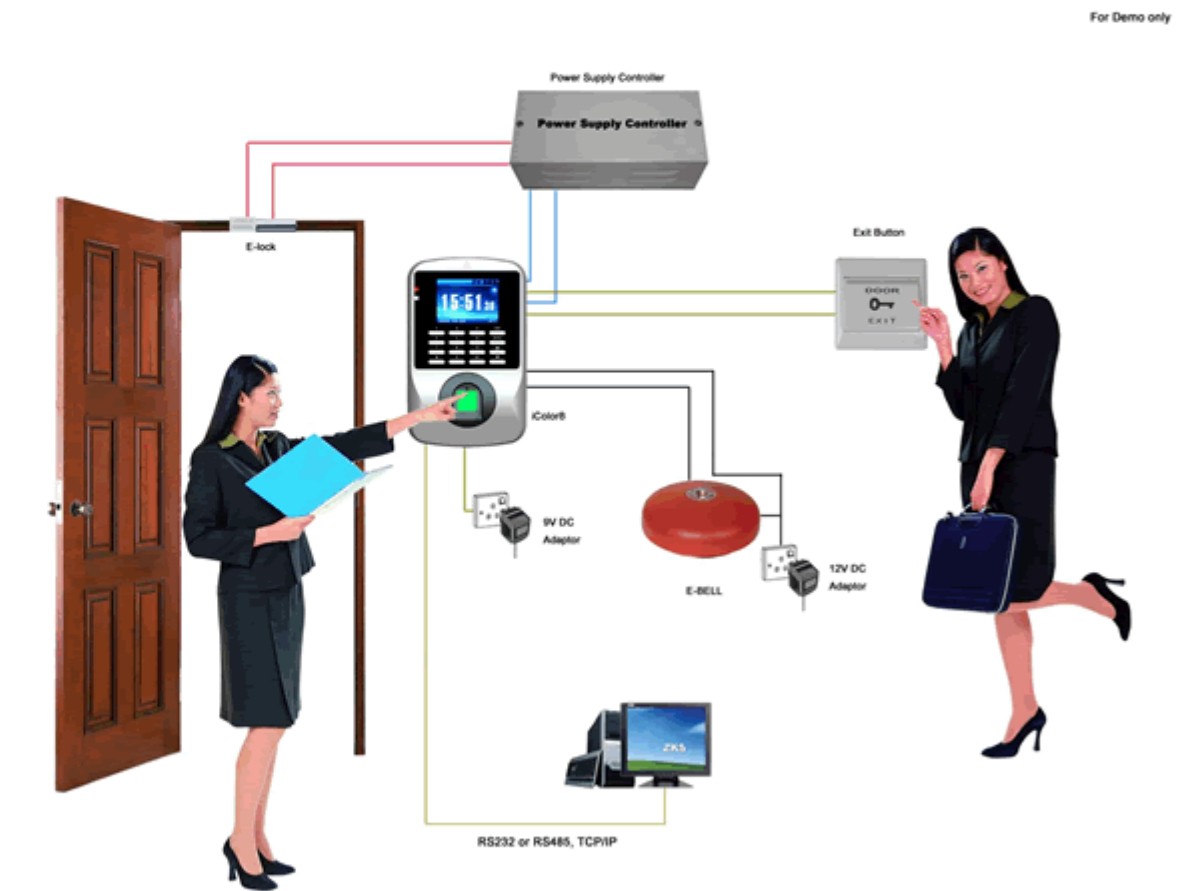 For Demo only
Power Supply Controller
Power Supply Controller
E-lock
Exit Button
DOOR
EXIT
15:51
iColor8
9V DC
Adaptor
E-BELL
12V DC
Adaptor
ZKS
RS232 or RS485, TCP/IP